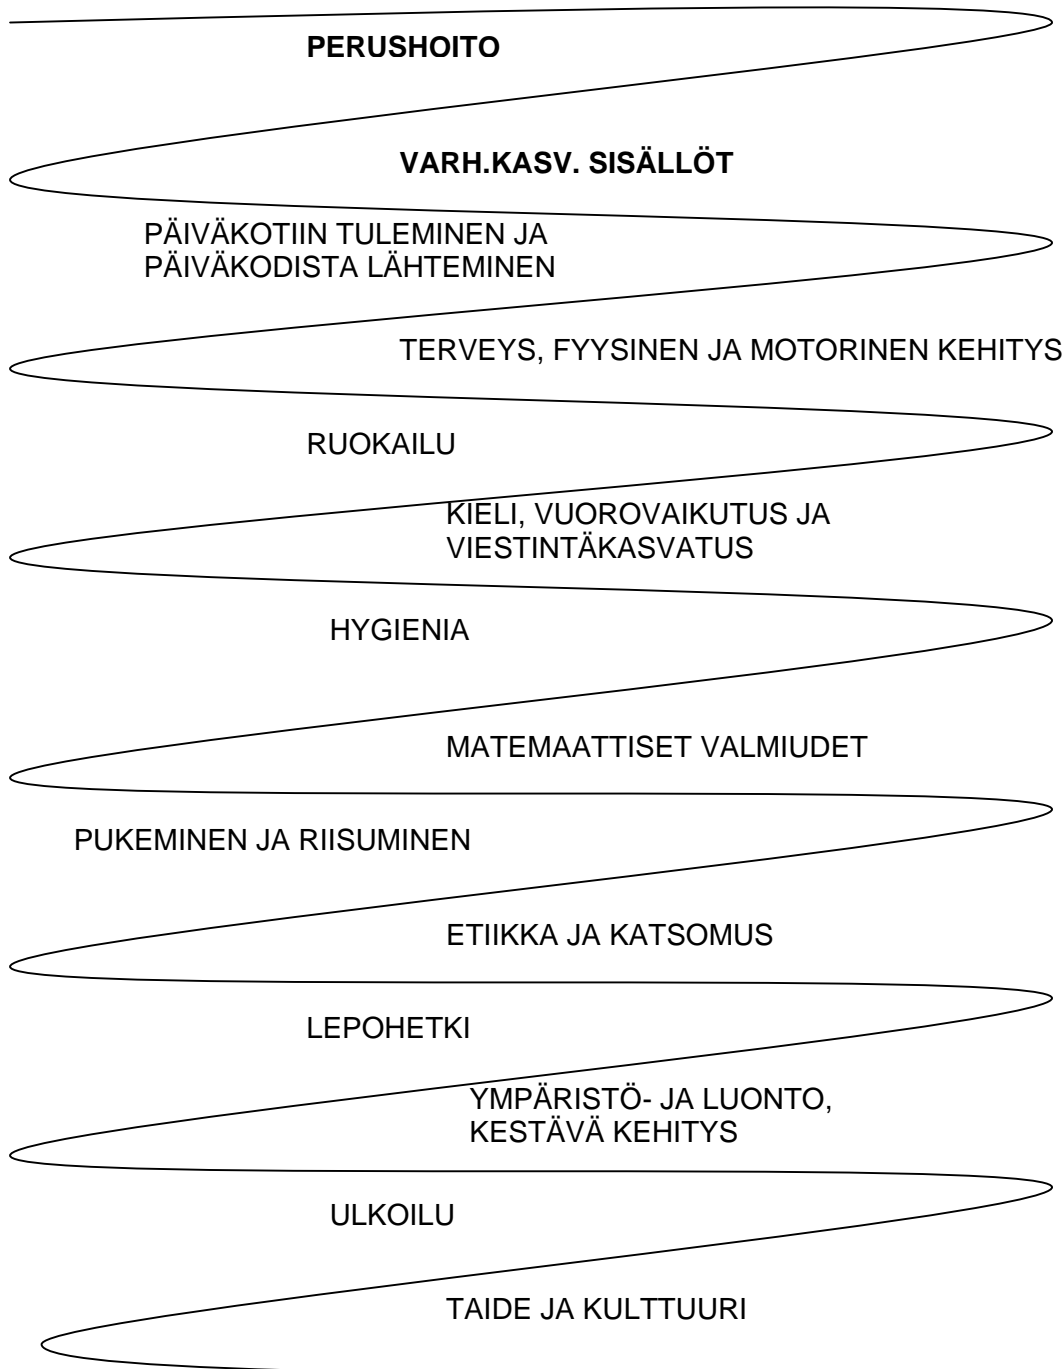 PERUSHOITO
VARH.KASV. SISÄLLÖT
PÄIVÄKOTIIN TULEMINEN JA
PÄIVÄKODISTA LÄHTEMINEN
TERVEYS, FYYSINEN JA MOTORINEN KEHITYS
RUOKAILU
KIELI, VUOROVAIKUTUS JA
VIESTINTÄKASVATUS
HYGIENIA
MATEMAATTISET VALMIUDET
PUKEMINEN JA RIISUMINEN
ETIIKKA JA KATSOMUS
LEPOHETKI
YMPÄRISTÖ- JA LUONTO,
KESTÄVÄ KEHITYS
ULKOILU
TAIDE JA KULTTUURI